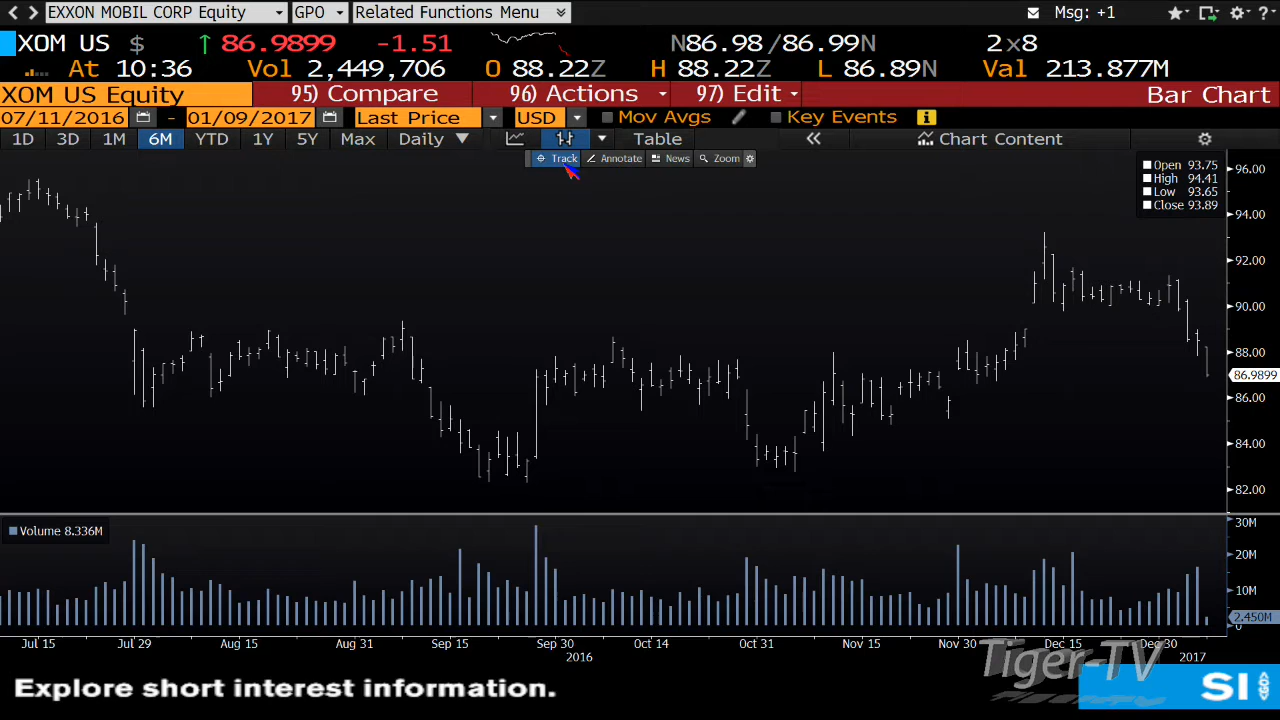 EXXON MOBIL CORP Equity GPO Related Functions Menu Msg: +1
XOM US $ ↑ 86.9899 -1.51 N86.98 /86.99N 2x8
At 10:36 Vol 2,449,706 O 88.22Z H 88.22Z L 86.89N Val 213.877M
XOM US Equity 95) Compare 96) Actions 97) Edit Bar Chart
07/11/2016 - 01/09/2017 Last Price USD Mov Avgs Key Events
1D 3D 1M 6M YTD 1Y 5Y Max Daily ▼ Table « Chart Content
Track Annotate News Zoom
Open 93.75
High 94.41
Low 93.65
Close 93.89
96.00
94.00
92.00
90.00
88.00
86.9899
86.00
84.00
82.00
Volume 8.336M
30M
20M
10M
2.450M
0
Jul 15 Jul 29 Aug 15 Aug 31 Sep 15 Sep 30 Oct 14 Oct 31 Nov 15 Nov 30 Dec 15 Dec 30
2016 2017
Tiger-TV
Explore short interest information.
SI <GO>